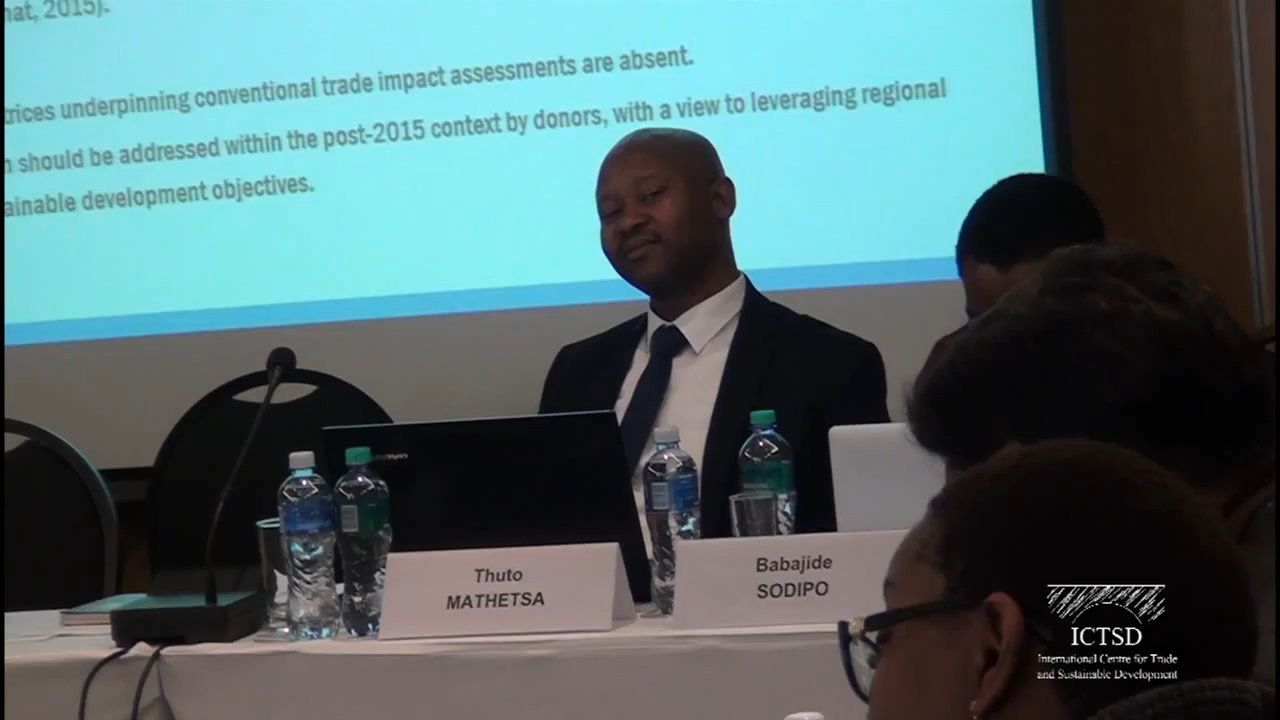 nat, 2015).
trices underpinning conventional trade impact assessments are absent.
n should be addressed within the post-2015 context by donors, with a view to leveraging regional
ainable development objectives.
Thuto
MATHETSA
Babajide
SODIPO
ICTSD
International Centre for Trade
and Sustainable Development